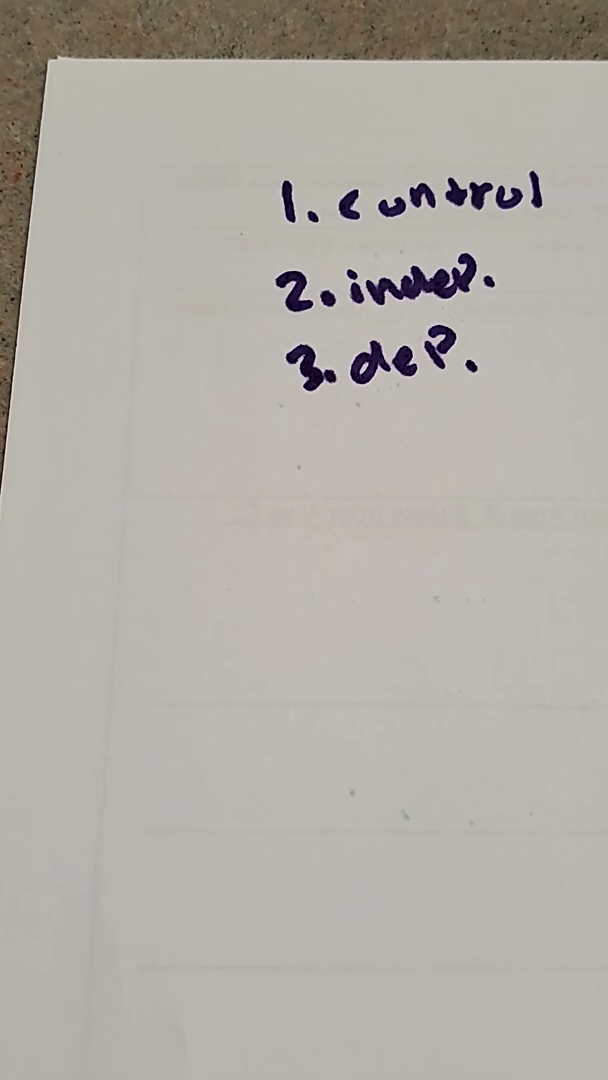 1. control
2. indep.
3. dep.